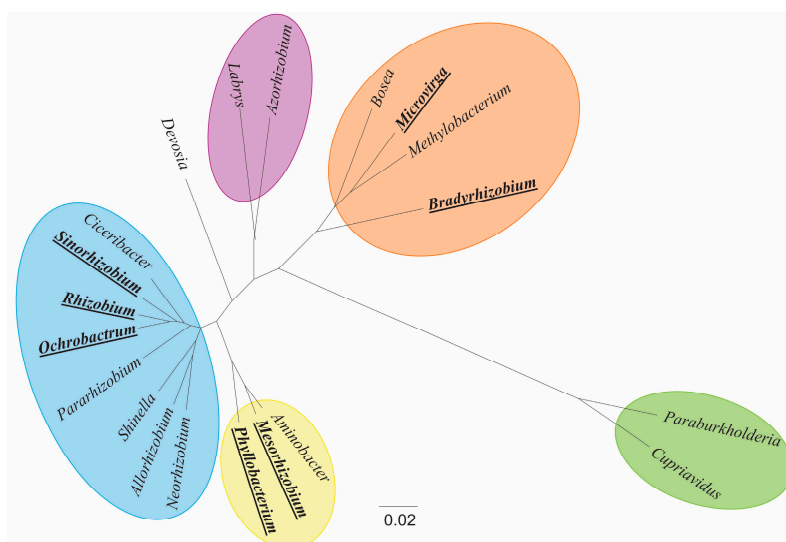 Labrys
Azorhizobium
Bosea
Microvirga
Methylobacterium
Bradyrhizobium
Devosia
Ciceribacter
Sinorhizobium
Rhizobium
Ochrobactrum
Pararhizobium
Shinella
Allorhizobium
Neorhizobium
Phyllobacterium
Mesorhizobium
Aminobacter
Paraburkholderia
Cupriavidus
0.02